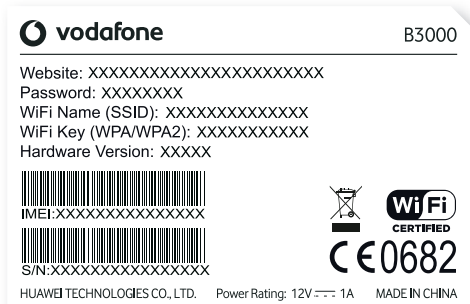 vodafone B3000
Website: XXXXXXXXXXXXXXXXXXXXXXX
Password: XXXXXXXX
WiFi Name (SSID): XXXXXXXXXXXXXX
WiFi Key (WPA/WPA2): XXXXXXXXXXX
Hardware Version: XXXXX
IMEI:XXXXXXXXXXXXXXX
Wi Fi
CERTIFIED
CE0682
S/N:XXXXXXXXXXXXXXXX
HUAWEI TECHNOLOGIES CO., LTD. Power Rating: 12V ⎓ 1A MADE IN CHINA